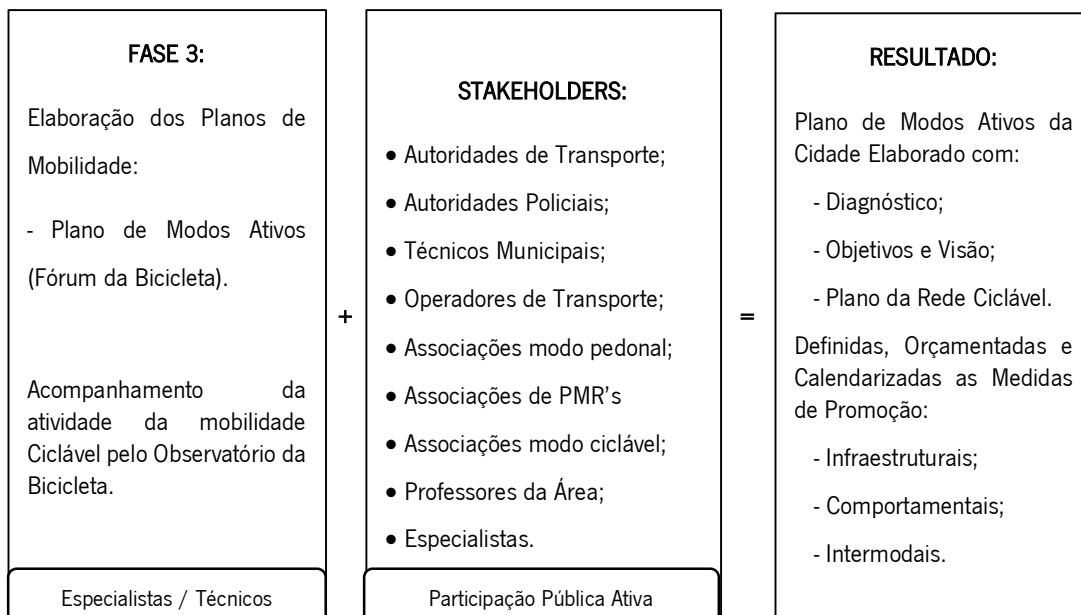 FASE 3:
Elaboração dos Planos de
Mobilidade:
- Plano de Modos Ativos
(Fórum da Bicicleta).
Acompanhamento da
atividade da mobilidade
Ciclável pelo Observatório da
Bicicleta.
Especialistas / Técnicos
+
STAKEHOLDERS:
• Autoridades de Transporte;
• Autoridades Policiais;
• Técnicos Municipais;
• Operadores de Transporte;
• Associações modo pedonal;
• Associações de PMR's
• Associações modo ciclável;
• Professores da Área;
• Especialistas.
Participação Pública Ativa
=
RESULTADO:
Plano de Modos Ativos da
Cidade Elaborado com:
- Diagnóstico;
- Objetivos e Visão;
- Plano da Rede Ciclável.
Definidas, Orçamentadas e
Calendarizadas as Medidas
de Promoção:
- Infraestruturais;
- Comportamentais;
- Intermodais.